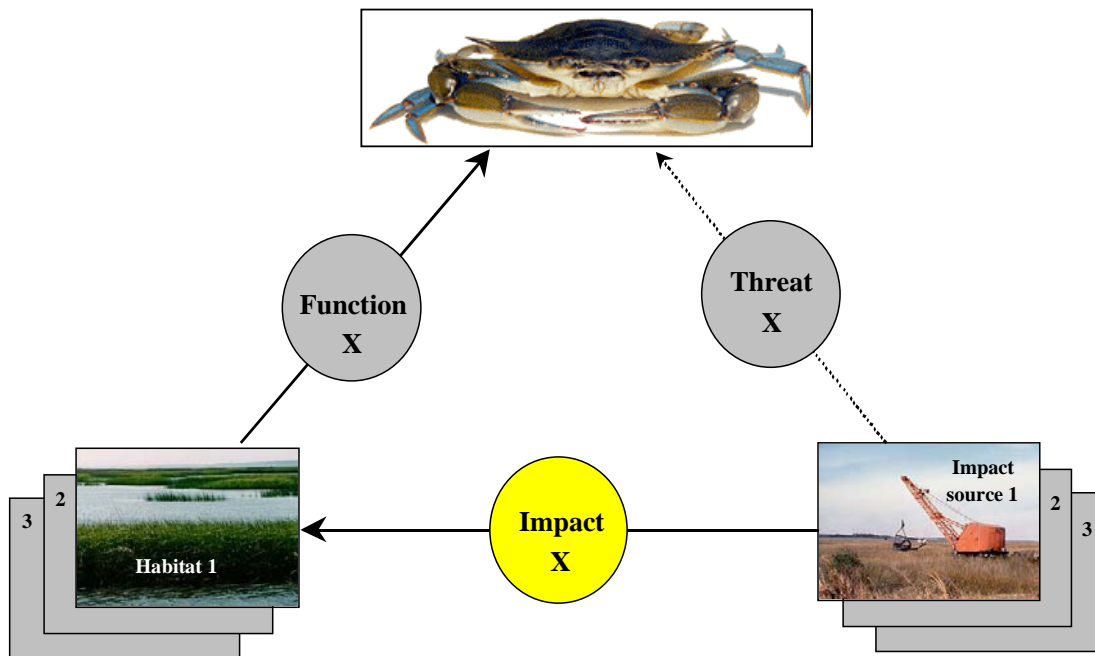 Function
X
Threat
X
Impact
source 1
2
3
2
3
Habitat 1
Impact
X